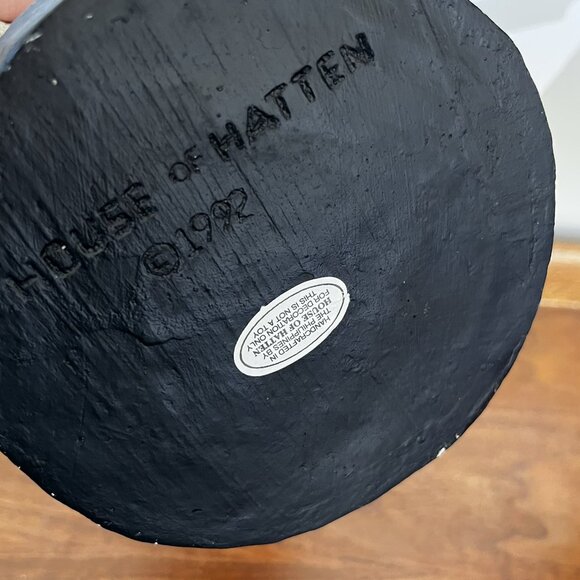 HOUSE OF HATTEN
©1992
HANDCRAFTED IN
THE PHILIPPINES BY
HOUSE OF HATTEN
FOR DECORATION ONLY
THIS IS NOT A TOY